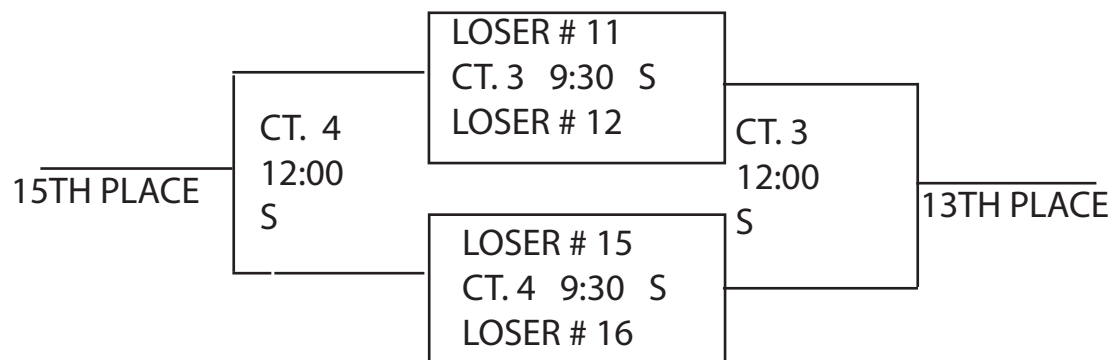 LOSER # 11
CT. 3 9:30 S
LOSER # 12
CT. 4
12:00
S
15TH PLACE
CT. 3
12:00
S
13TH PLACE
LOSER # 15
CT. 4 9:30 S
LOSER # 16